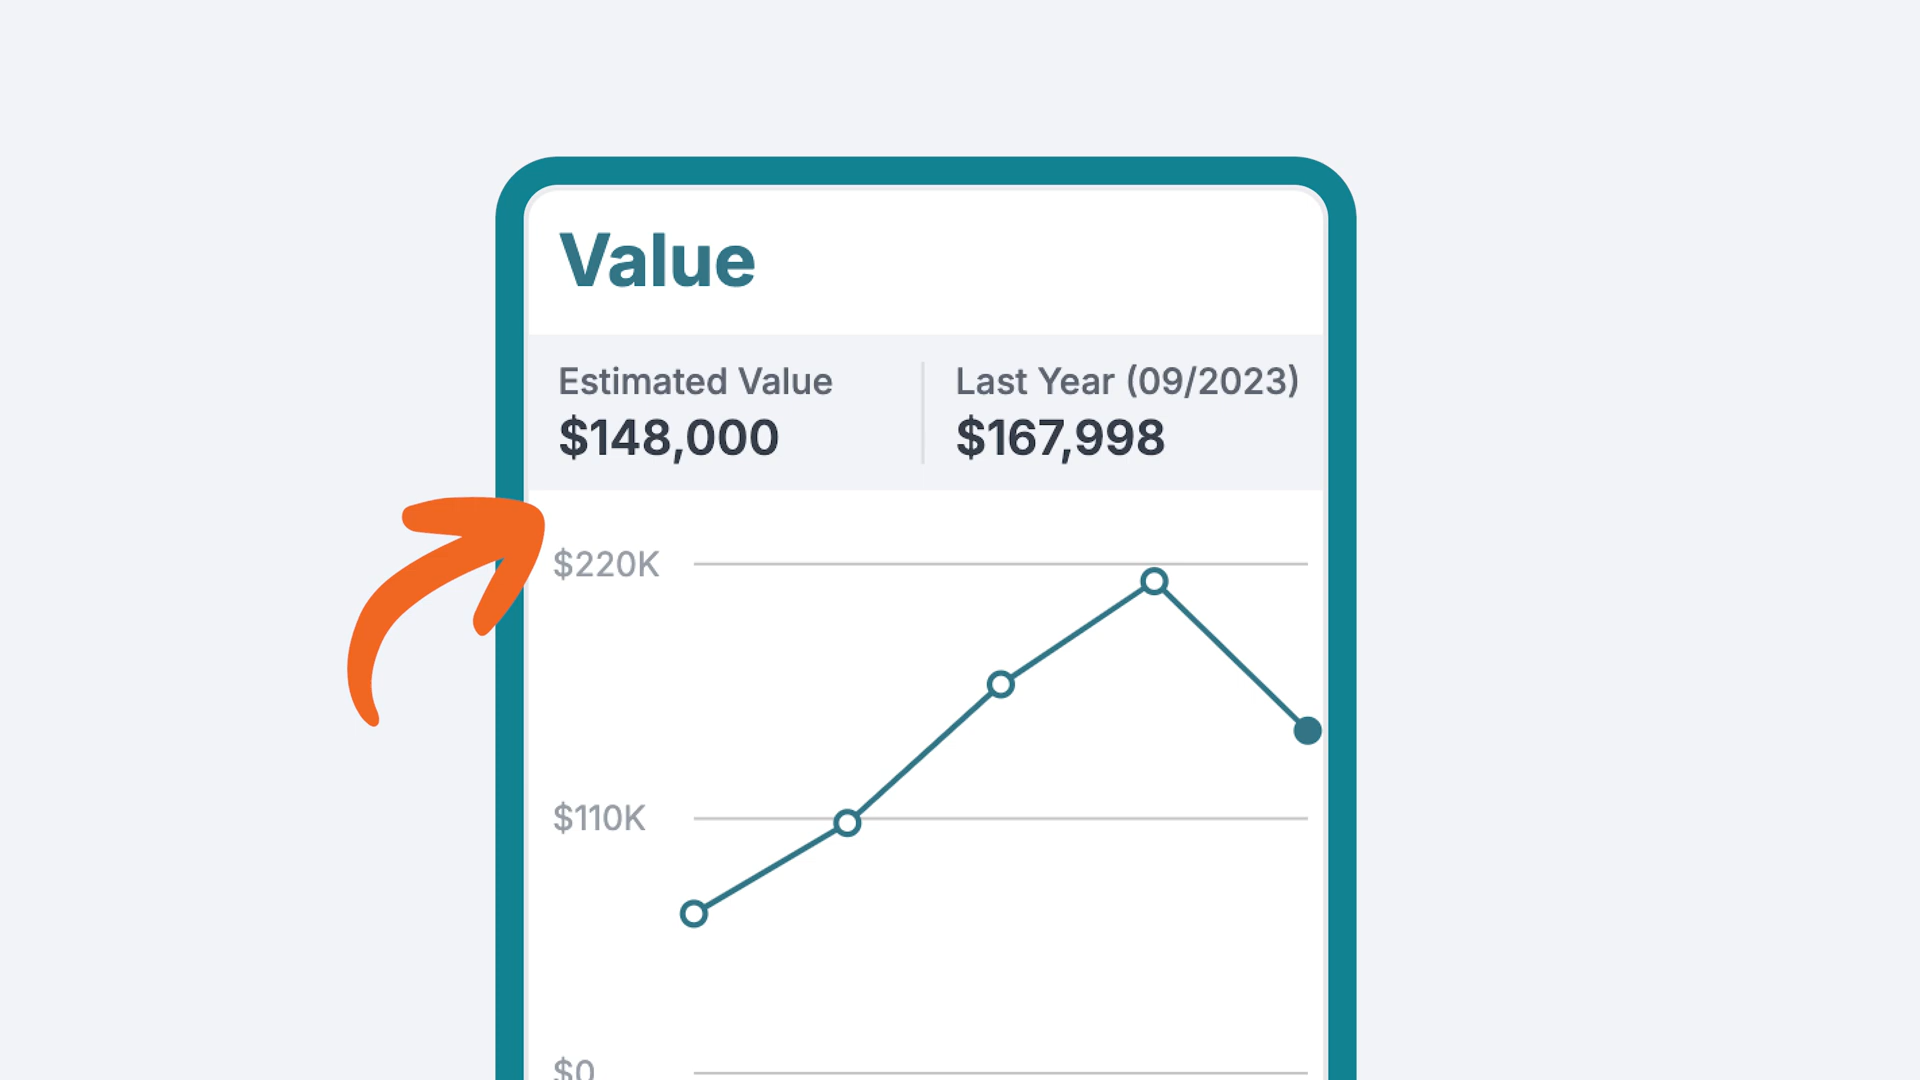 Value
Estimated Value
$148,000
Last Year (09/2023)
$167,998
$220K
$110K
$0